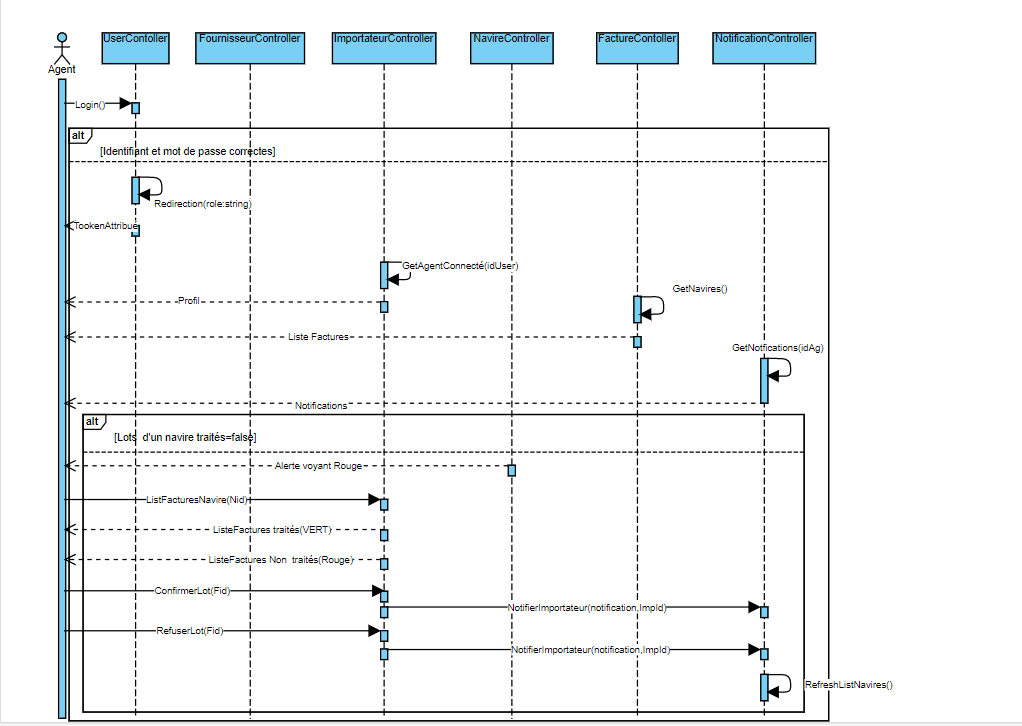 UserContoller
FournisseurController
ImportateurController
NavireController
FactureContoller
NotificationController
Agent
Login()
alt
[Identifiant et mot de passe correctes]
Redirection(role:string)
TookenAttribué
GetAgentConnecté(idUser)
GetNavires()
Profil
Liste Factures
GetNotfications(idAg)
Notifications
alt
[Lots d'un navire traités=false]
Alerte voyant Rouge
ListFacturesNavire(Nid)
ListeFactures traités(VERT)
ListeFactures Non traités(Rouge)
ConfirmerLot(Fid)
NotifierImportateur(notification,ImpId)
RefuserLot(Fid)
NotifierImportateur(notification,ImpId)
RefreshListNavires()